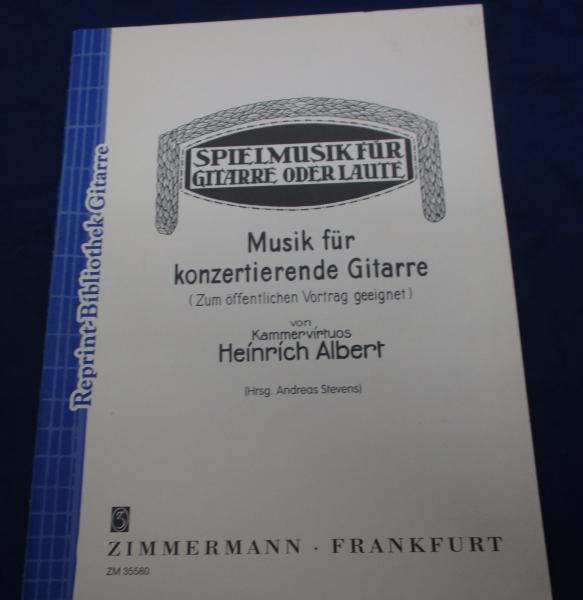 SPIELMUSIK FÜR
GITARRE ODER LAUTE
Musik für
konzertierende Gitarre
(Zum öffentlichen Vortrag geeignet)
von
Kammervirtuos
Heinrich Albert
(Hrsg. Andreas Stevens)
Reprint-Bibliothek Gitarre
ZIMMERMANN · FRANKFURT
ZM 35580